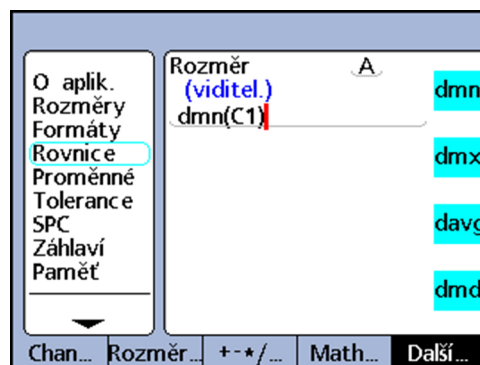 O aplik.
Rozměry
Formáty
Rovnice
Proměnné
Tolerance
SPC
Záhlaví
Paměť
Rozměr A
(viditel.)
dmn(C1)
dmn
dmx
davg
dmd
Chan... Rozměr... +-*/... Math... Další...